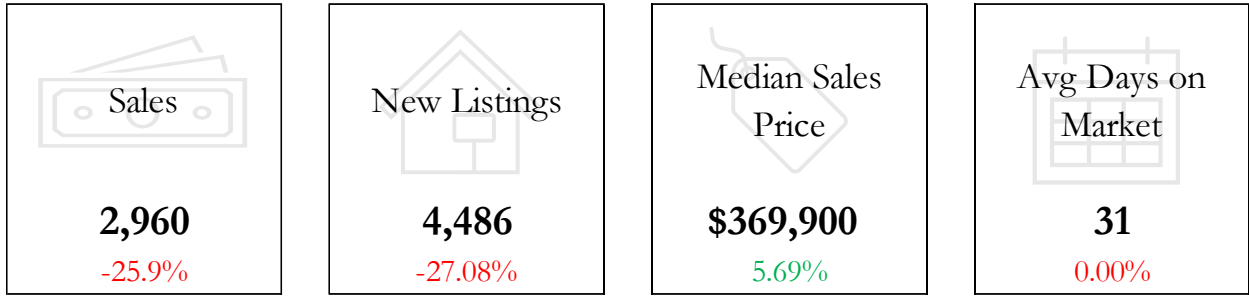 Sales
2,960
-25.9%
New Listings
4,486
-27.08%
Median Sales
Price
$369,900
5.69%
Avg Days on
Market
31
0.00%